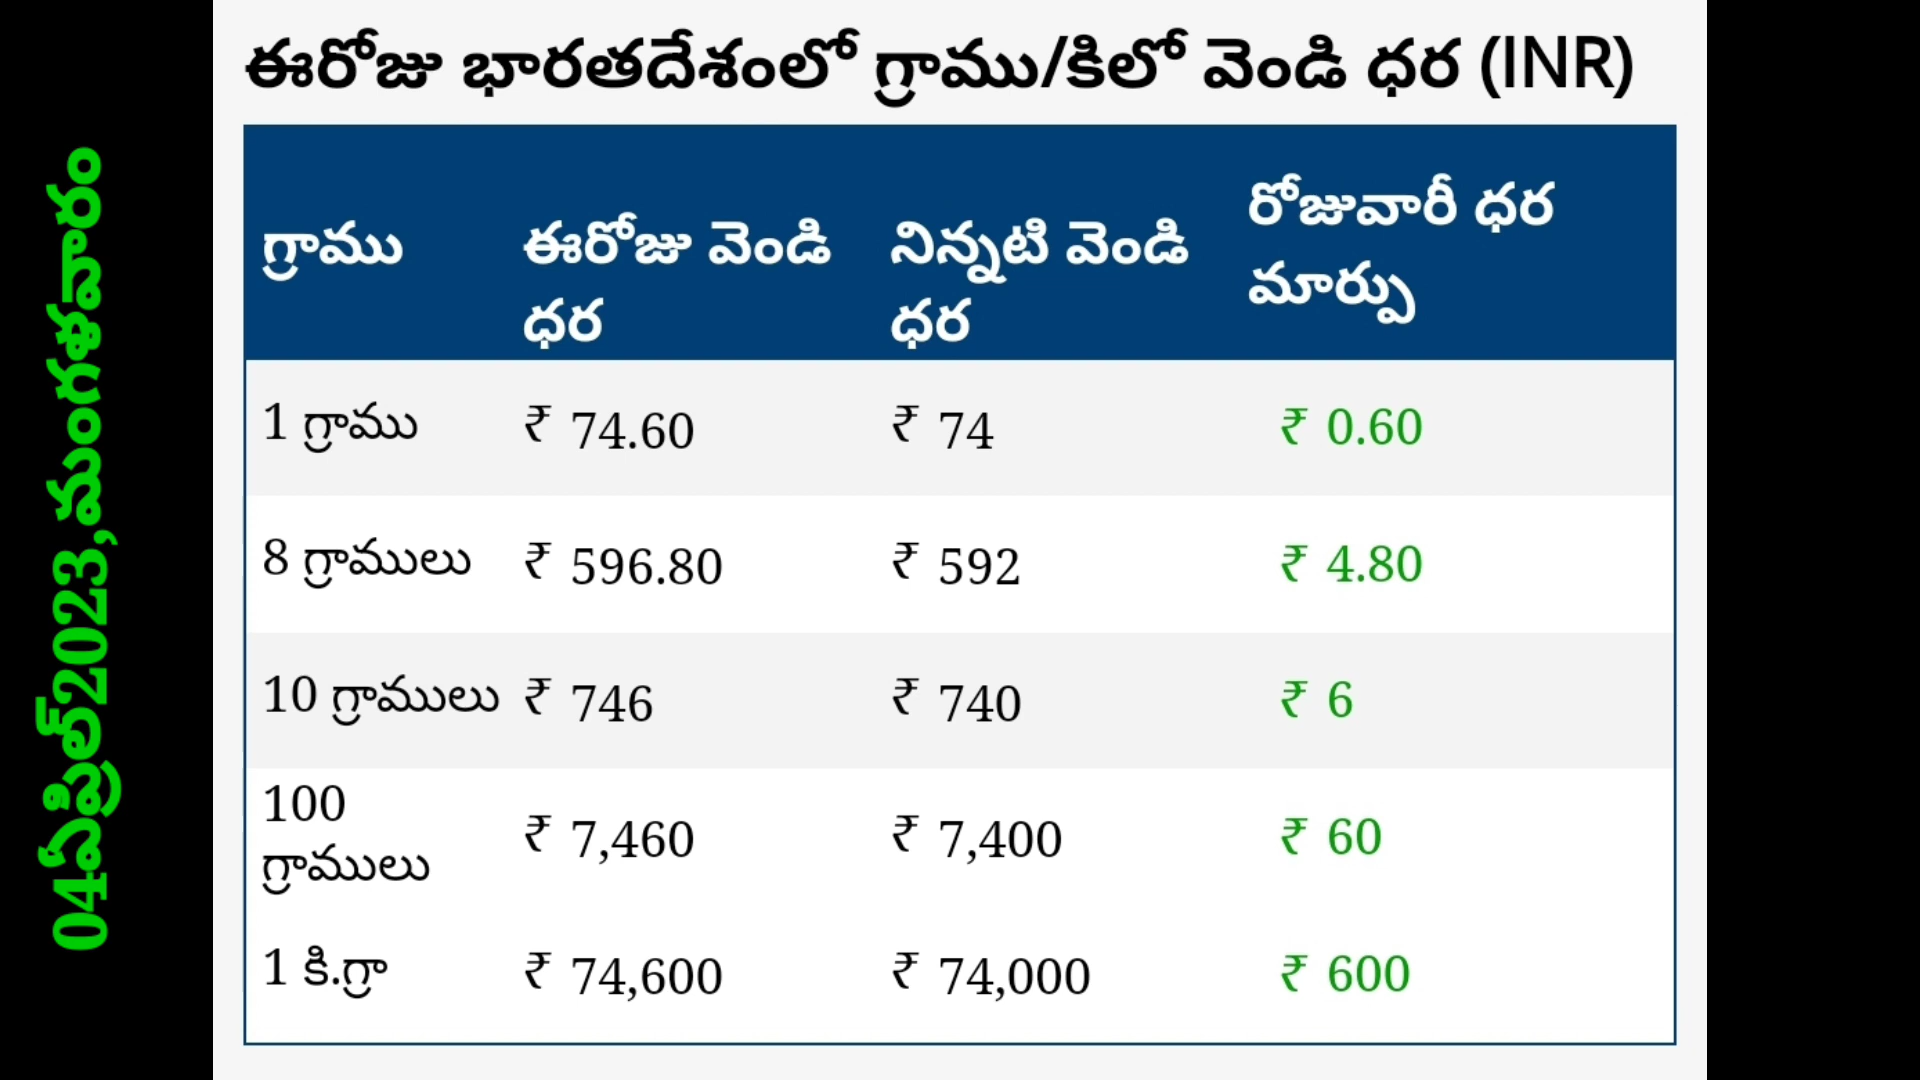 ఈరోజు భారతదేశంలో గ్రాము/కిలో వెండి ధర (INR)
గ్రాము ఈరోజు వెండి ధర నిన్నటి వెండి ధర రోజువారీ ధర మార్పు
1 గ్రాము ₹ 74.60 ₹ 74 ₹ 0.60
8 గ్రాములు ₹ 596.80 ₹ 592 ₹ 4.80
10 గ్రాములు ₹ 746 ₹ 740 ₹ 6
100 గ్రాములు ₹ 7,460 ₹ 7,400 ₹ 60
1 కి.గ్రా ₹ 74,600 ₹ 74,000 ₹ 600
04ఏప్రిల్2023,మంగళవారం